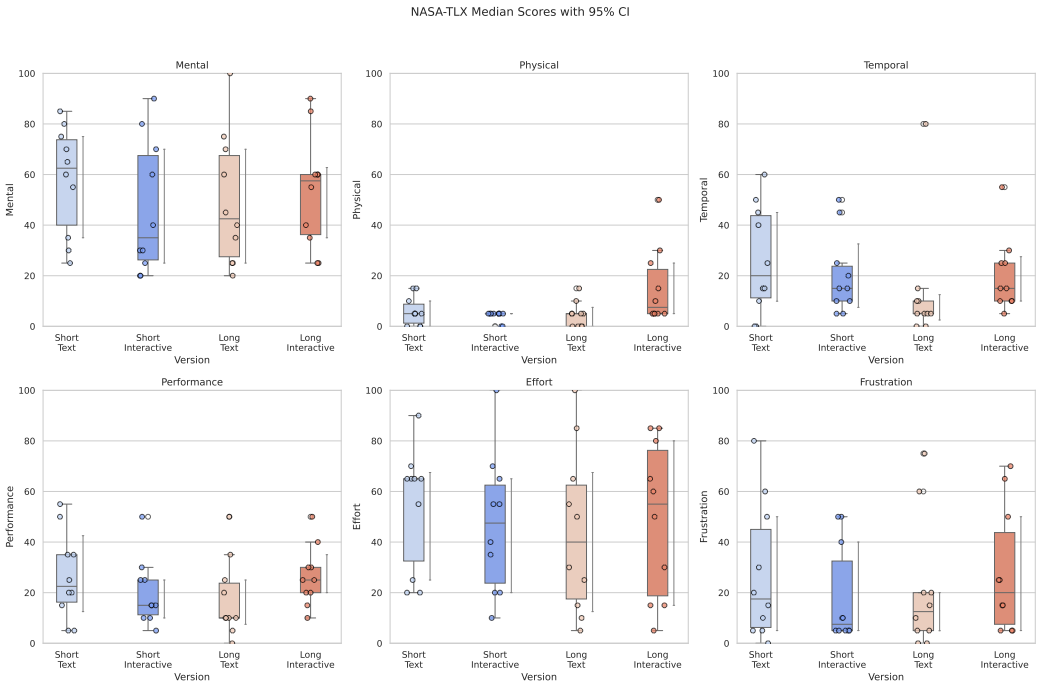 NASA-TLX Median Scores with 95% CI
Mental
Mental
100
80
60
40
20
0
Short
Text
Short
Interactive
Long
Text
Long
Interactive
Version
Physical
Physical
100
80
60
40
20
0
Short
Text
Short
Interactive
Long
Text
Long
Interactive
Version
Temporal
Temporal
100
80
60
40
20
0
Short
Text
Short
Interactive
Long
Text
Long
Interactive
Version
Performance
Performance
100
80
60
40
20
0
Short
Text
Short
Interactive
Long
Text
Long
Interactive
Version
Effort
Effort
100
80
60
40
20
0
Short
Text
Short
Interactive
Long
Text
Long
Interactive
Version
Frustration
Frustration
100
80
60
40
20
0
Short
Text
Short
Interactive
Long
Text
Long
Interactive
Version